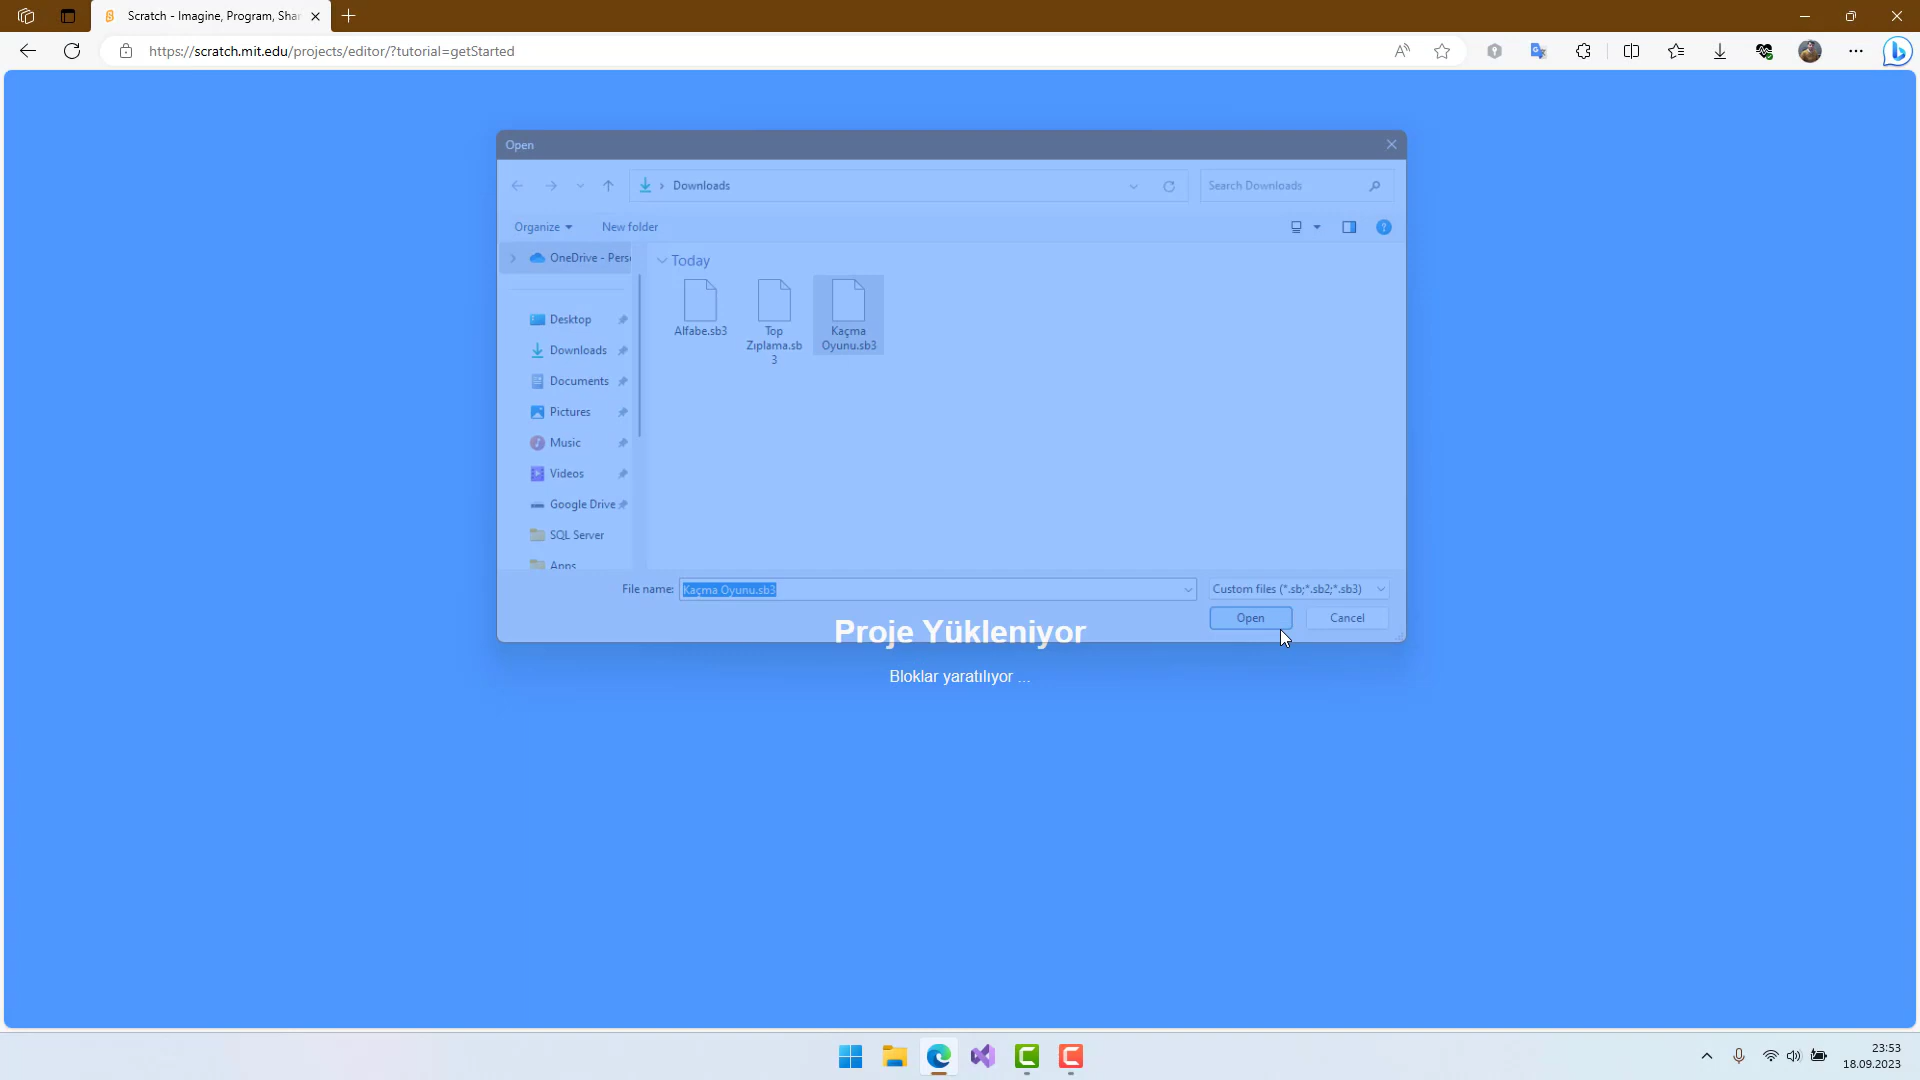 Scratch - Imagine, Program, Shar
https://scratch.mit.edu/projects/editor/?tutorial=getStarted
Open
Downloads
Search Downloads
Organize
New folder
OneDrive - Perso
Today
Desktop
Downloads
Documents
Pictures
Music
Videos
Google Drive
SQL Server
Apps
Alfabe.sb3
Top
Zıplama.sb
3
Kaçma
Oyunu.sb3
File name:
Kaçma Oyunu.sb3
Custom files (*.sb;*.sb2;*.sb3)
Open
Cancel
Proje Yükleniyor
Bloklar yaratılıyor ...
23:53
18.09.2023